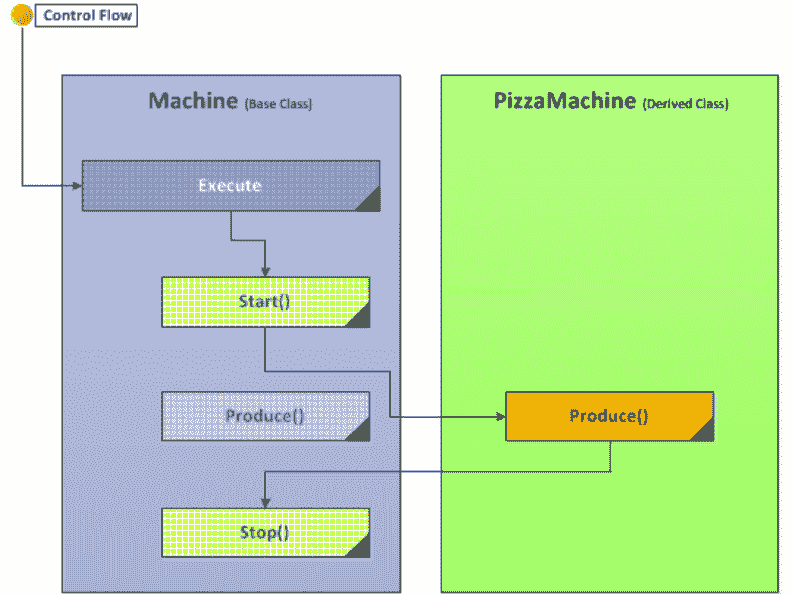 Control Flow
Machine (Base Class)
PizzaMachine (Derived Class)
Execute
Start()
Produce()
Produce()
Stop()